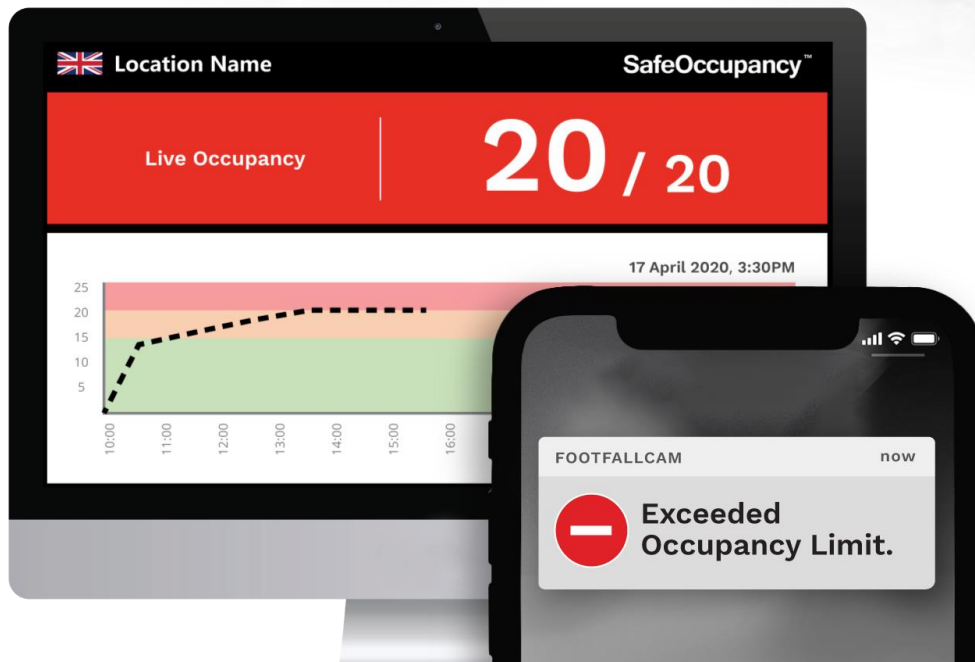 Location Name
SafeOccupancy™
Live Occupancy
20 / 20
17 April 2020, 3:30PM
25
20
15
10
5
10:00
11:00
12:00
13:00
14:00
15:00
16:00
FOOTFALLCAM
now
Exceeded
Occupancy Limit.